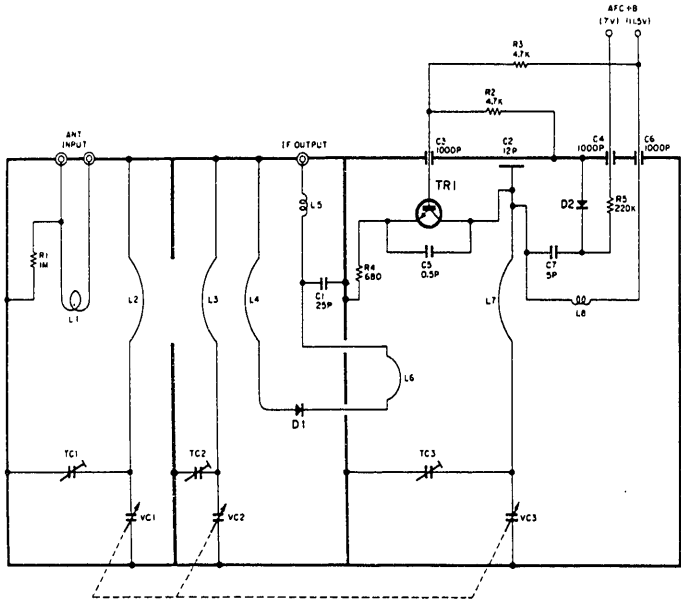 AFC +B
(7V) (11.5V)
R3
4.7K
R2
4.7K
ANT
INPUT
IF OUTPUT
C3
1000P
C2
12P
C4
1000P
C6
1000P
TR1
L5
D2
R5
220K
R1
1M
R4
680
C5
0.5P
C7
5P
C1
25P
L1
L2
L3
L4
L7
L8
L6
D1
TC1
TC2
TC3
VC1
VC2
VC3